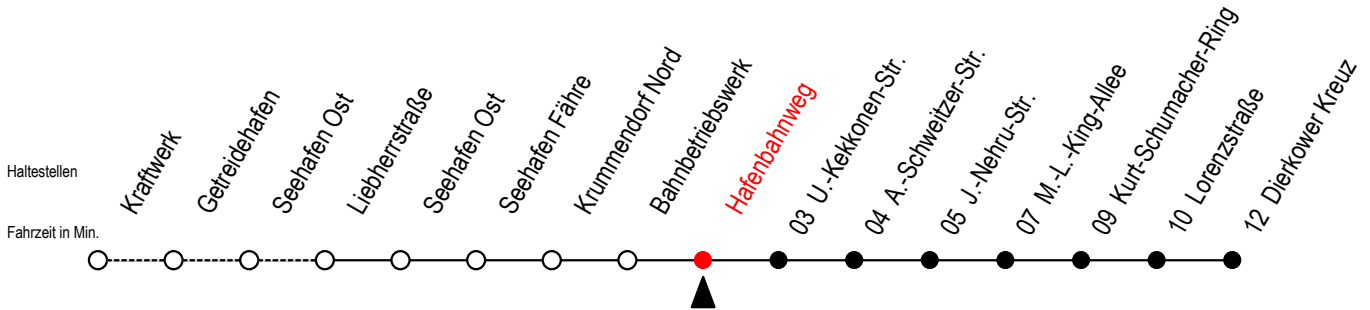 Haltestellen
Fahrzeit in Min.
Kraftwerk
Getreidehafen
Seehafen Ost
Liebherrstraße
Seehafen Ost
Seehafen Fähre
Krummendorf Nord
Bahnbetriebswerk
Hafenbahnweg
03 U.-Kekkonen-Str.
04 A.-Schweitzer-Str.
05 J.-Nehru-Str.
07 M.-L.-King-Allee
09 Kurt-Schumacher-Ring
10 Lorenzstraße
12 Dierkower Kreuz